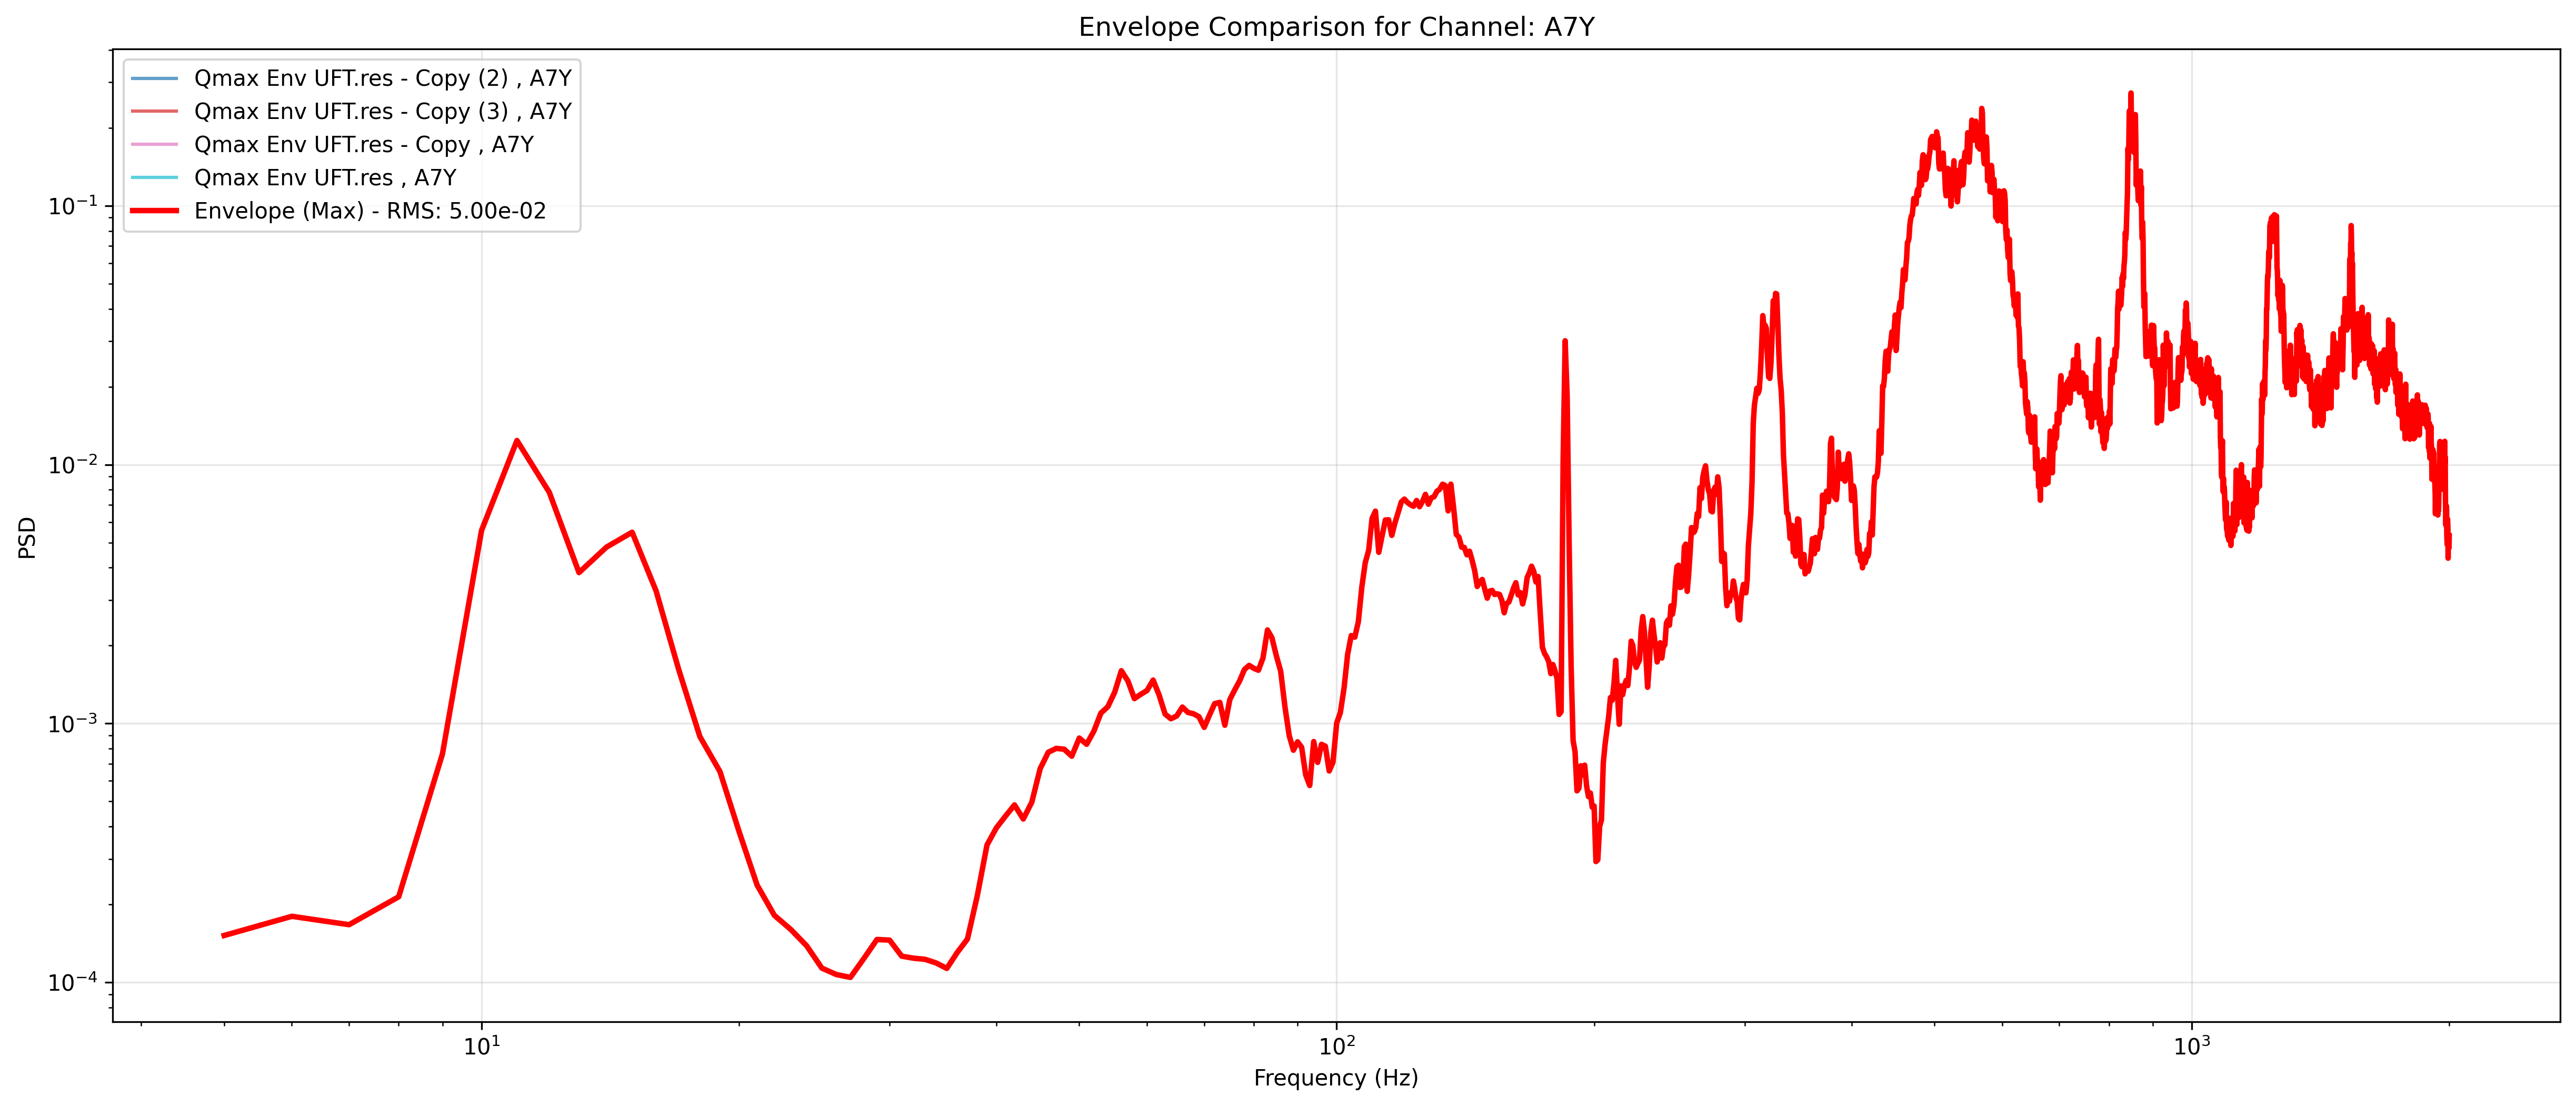 Envelope Comparison for Channel: A7Y
Qmax Env UFT.res - Copy (2) , A7Y
Qmax Env UFT.res - Copy (3) , A7Y
Qmax Env UFT.res - Copy , A7Y
Qmax Env UFT.res , A7Y
Envelope (Max) - RMS: 5.00e-02
PSD
10⁻¹
10⁻²
10⁻³
10⁻⁴
10¹ 10² 10³
Frequency (Hz)